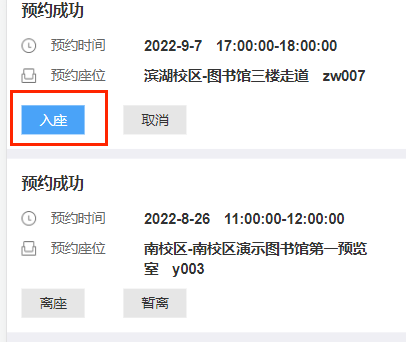 预约成功
预约时间 2022-9-7 17:00:00-18:00:00
预约座位 滨湖校区-图书馆三楼走道 zw007
入座 取消
预约成功
预约时间 2022-8-26 11:00:00-12:00:00
预约座位 南校区-南校区演示图书馆第一预览
室 y003
离座 暂离